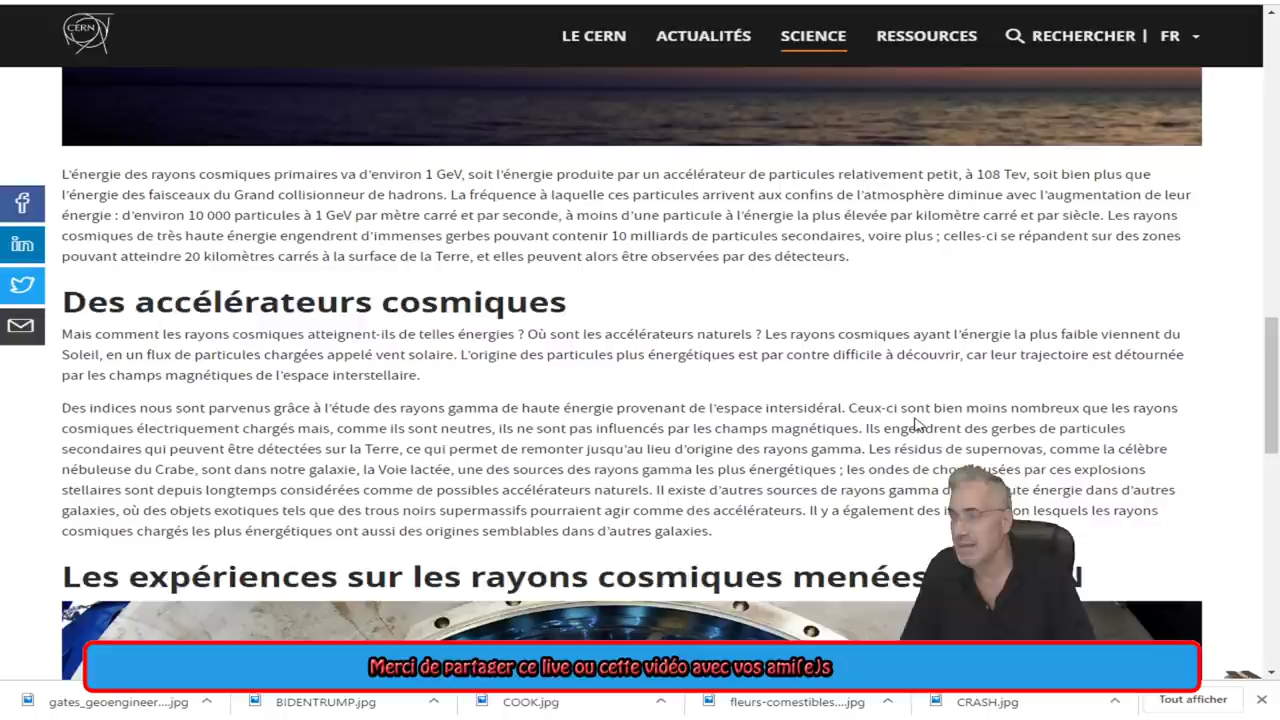 CERN
LE CERN ACTUALITÉS SCIENCE RESSOURCES RECHERCHER | FR
L'énergie des rayons cosmiques primaires va d'environ 1 GeV, soit l'énergie produite par un accélérateur de particules relativement petit, à 108 Tev, soit bien plus que
l'énergie des faisceaux du Grand collisionneur de hadrons. La fréquence à laquelle ces particules arrivent aux confins de l'atmosphère diminue avec l'augmentation de leur
énergie : d'environ 10 000 particules à 1 GeV par mètre carré et par seconde, à moins d'une particule à l'énergie la plus élevée par kilomètre carré et par siècle. Les rayons
cosmiques de très haute énergie engendrent d'immenses gerbes pouvant contenir 10 milliards de particules secondaires, voire plus ; celles-ci se répandent sur des zones
pouvant atteindre 20 kilomètres carrés à la surface de la Terre, et elles peuvent alors être observées par des détecteurs.
Des accélérateurs cosmiques
Mais comment les rayons cosmiques atteignent-ils de telles énergies ? Où sont les accélérateurs naturels ? Les rayons cosmiques ayant l'énergie la plus faible viennent du
Soleil, en un flux de particules chargées appelé vent solaire. L'origine des particules plus énergétiques est par contre difficile à découvrir, car leur trajectoire est détournée
par les champs magnétiques de l'espace interstellaire.
Des indices nous sont parvenus grâce à l'étude des rayons gamma de haute énergie provenant de l'espace intersidéral. Ceux-ci sont bien moins nombreux que les rayons
cosmiques électriquement chargés mais, comme ils sont neutres, ils ne sont pas influencés par les champs magnétiques. Ils engendrent des gerbes de particules
secondaires qui peuvent être détectées sur la Terre, ce qui permet de remonter jusqu'au lieu d'origine des rayons gamma. Les résidus de supernovas, comme la célèbre
nébuleuse du Crabe, sont dans notre galaxie, la Voie lactée, une des sources des rayons gamma les plus énergétiques ; les ondes de par ces explosions
stellaires sont depuis longtemps considérées comme de possibles accélérateurs naturels. Il existe d'autres sources de rayons gamma énergie dans d'autres
galaxies, où des objets exotiques tels que des trous noirs supermassifs pourraient agir comme des accélérateurs. Il y a également des lesquels les rayons
cosmiques chargés les plus énergétiques ont aussi des origines semblables dans d'autres galaxies.
Les expériences sur les rayons cosmiques menées
Merci de partager ce live ou cette vidéo avec vos ami(e)s
gates_geoengineer....jpg BIDENTRUMP.jpg COOK.jpg fleurs-comestibles....jpg CRASH.jpg Tout afficher